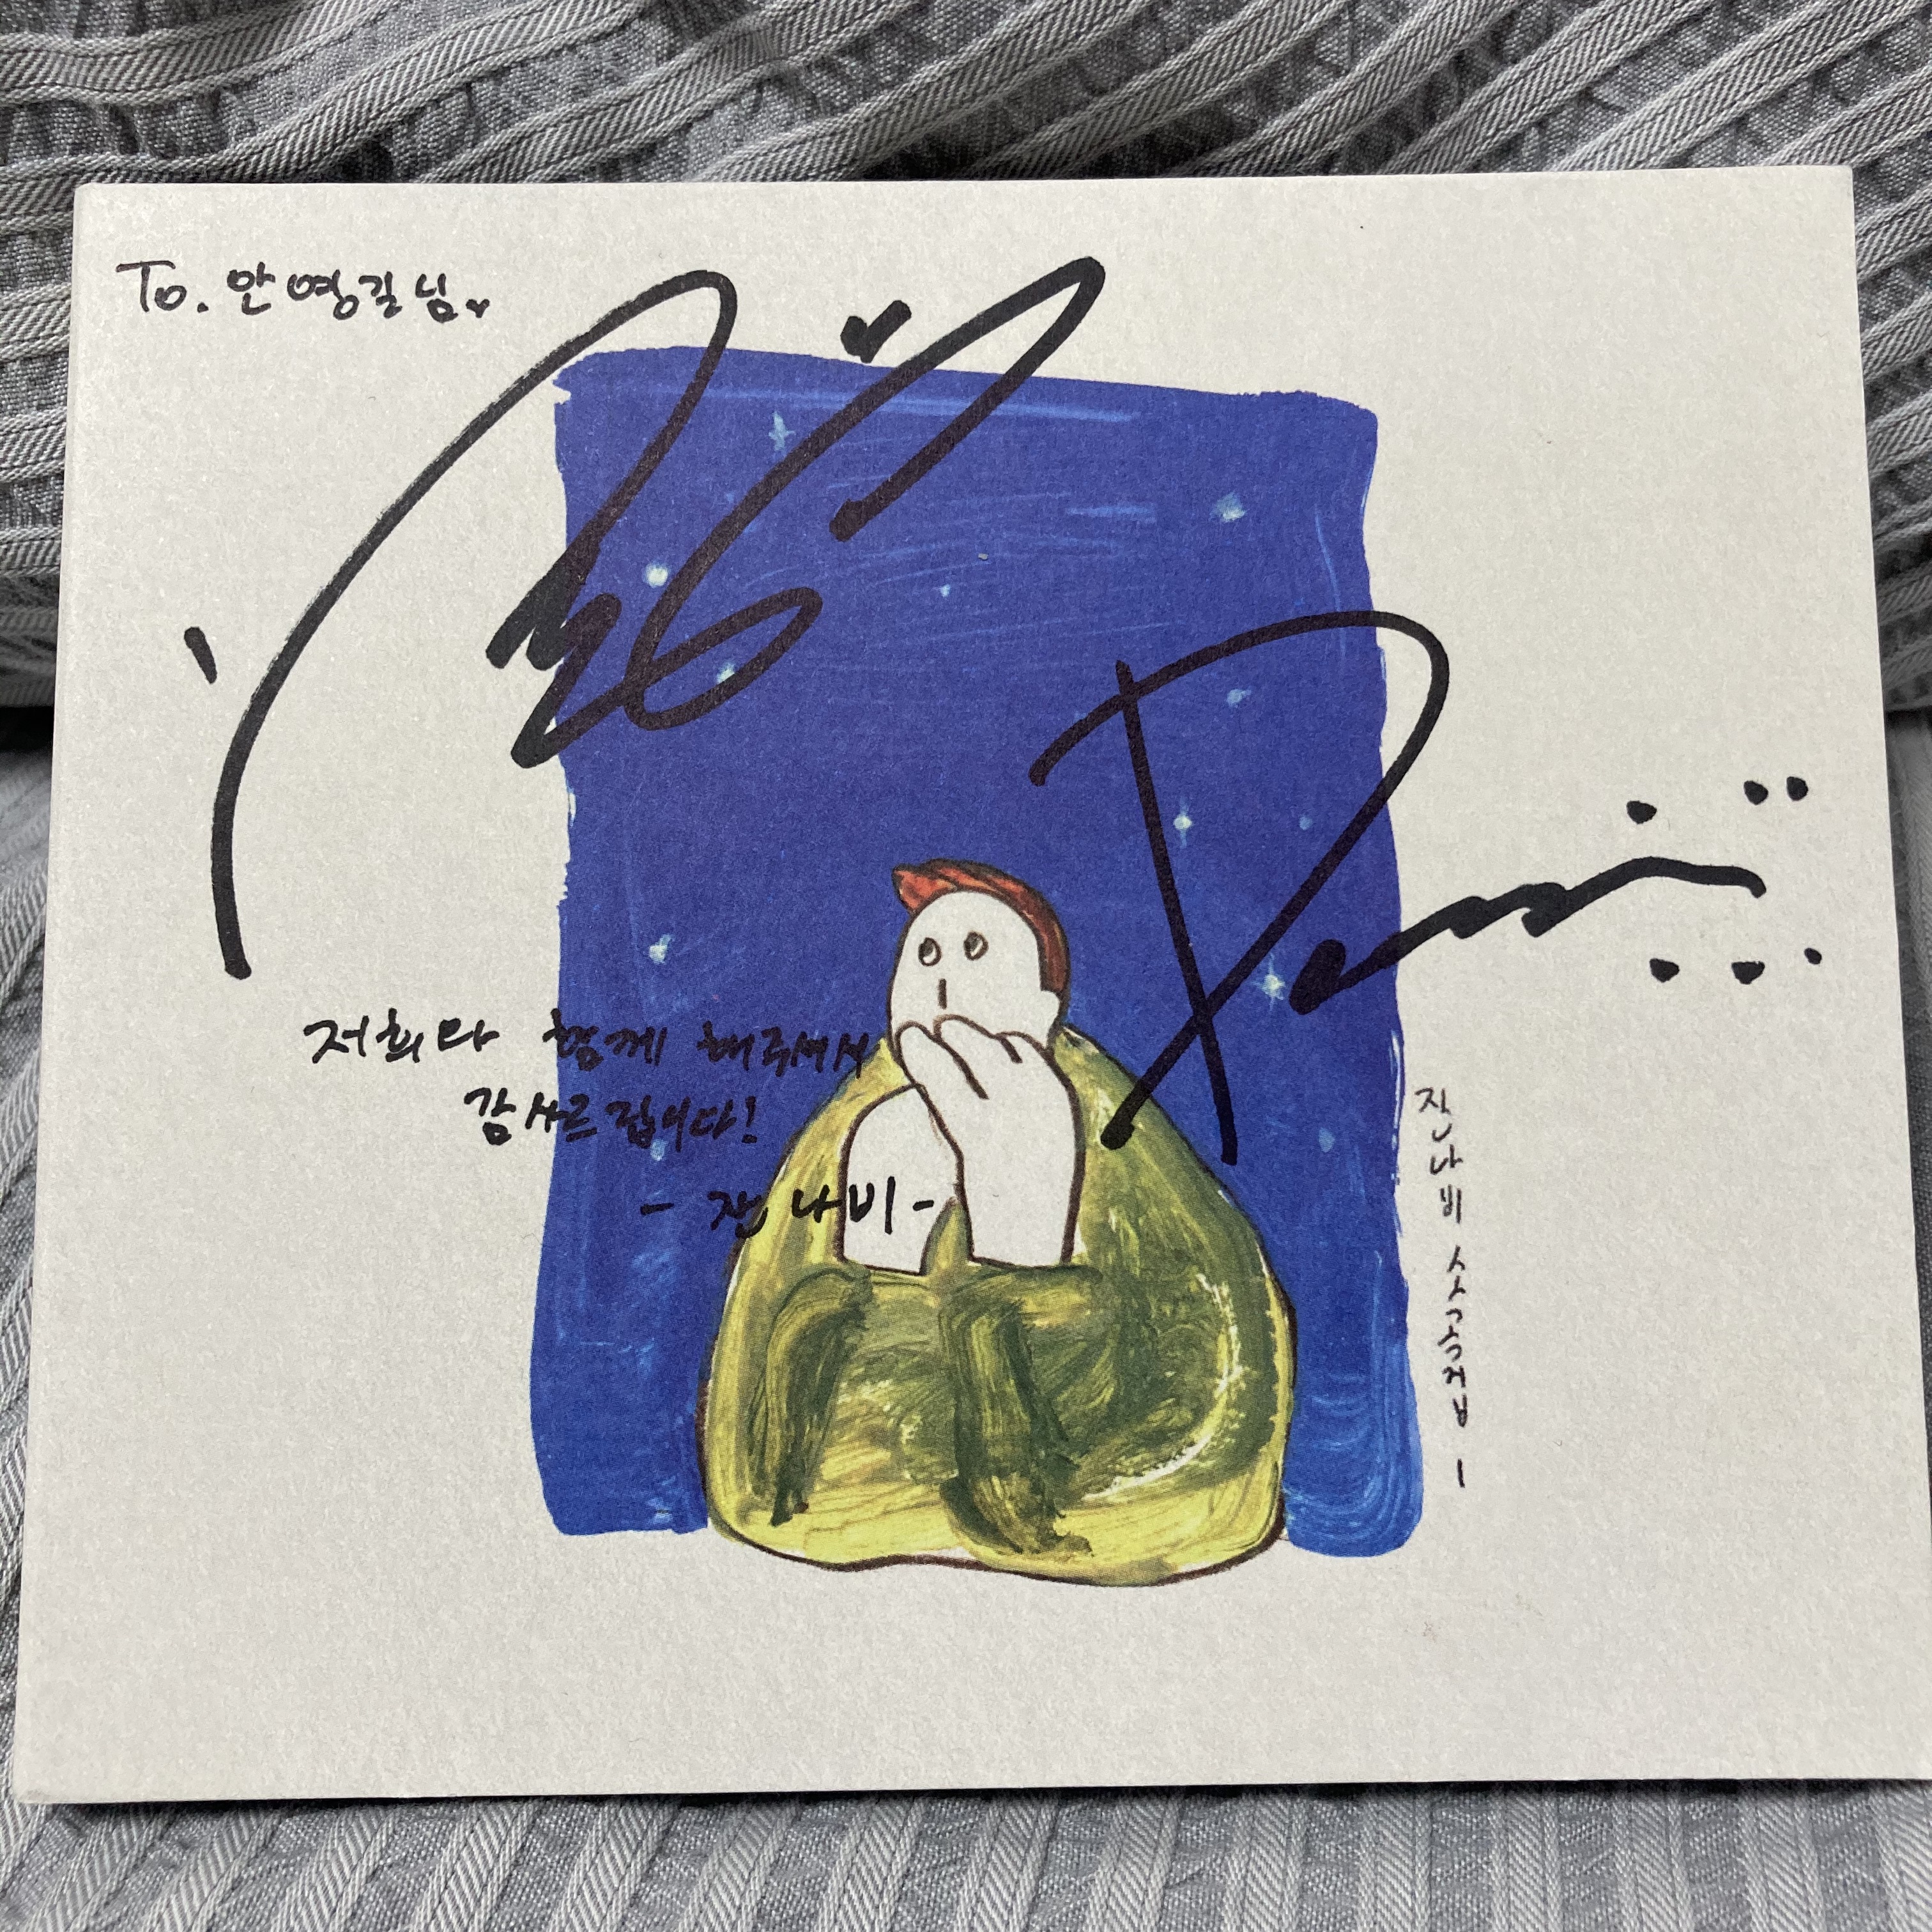 To. 안영길님
저희와 함께 해주셔서
감사드립니다!
- 잔나비 -
잔나비 소곡집 I